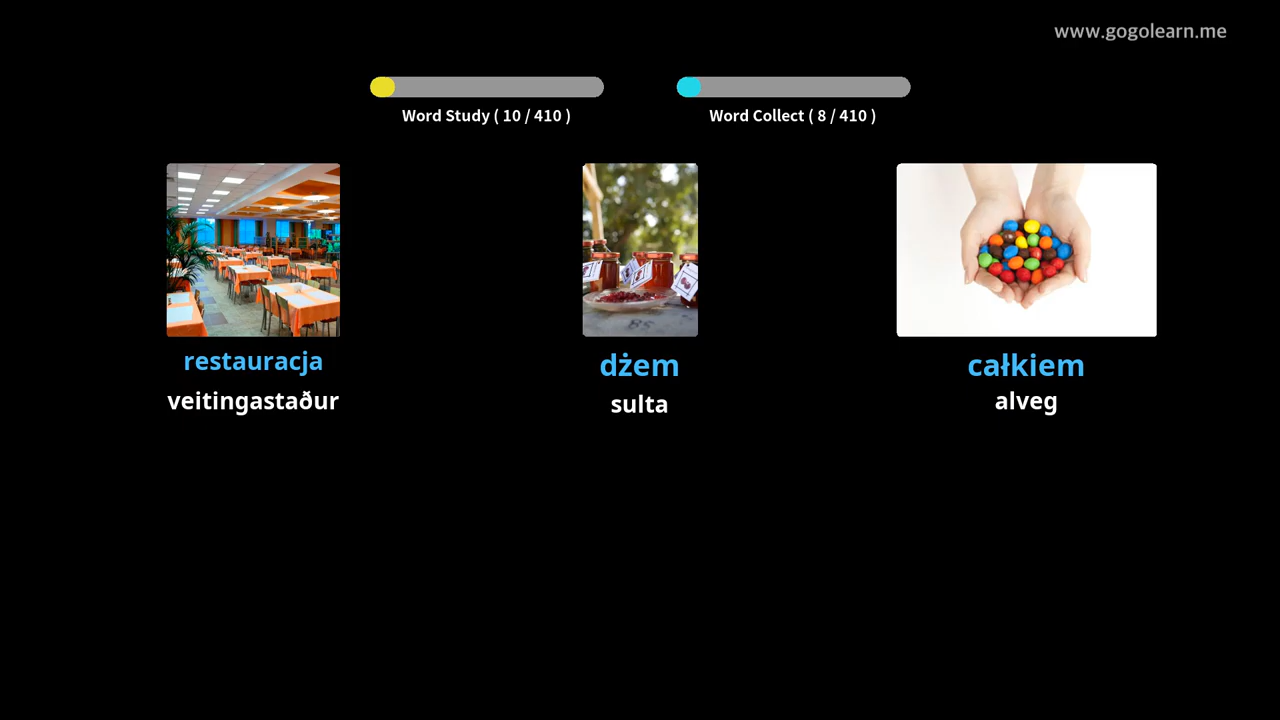 www.gogolearn.me
Word Study ( 10 / 410 )
Word Collect ( 8 / 410 )
restauracja
veitingastaður
dżem
sulta
całkiem
alveg